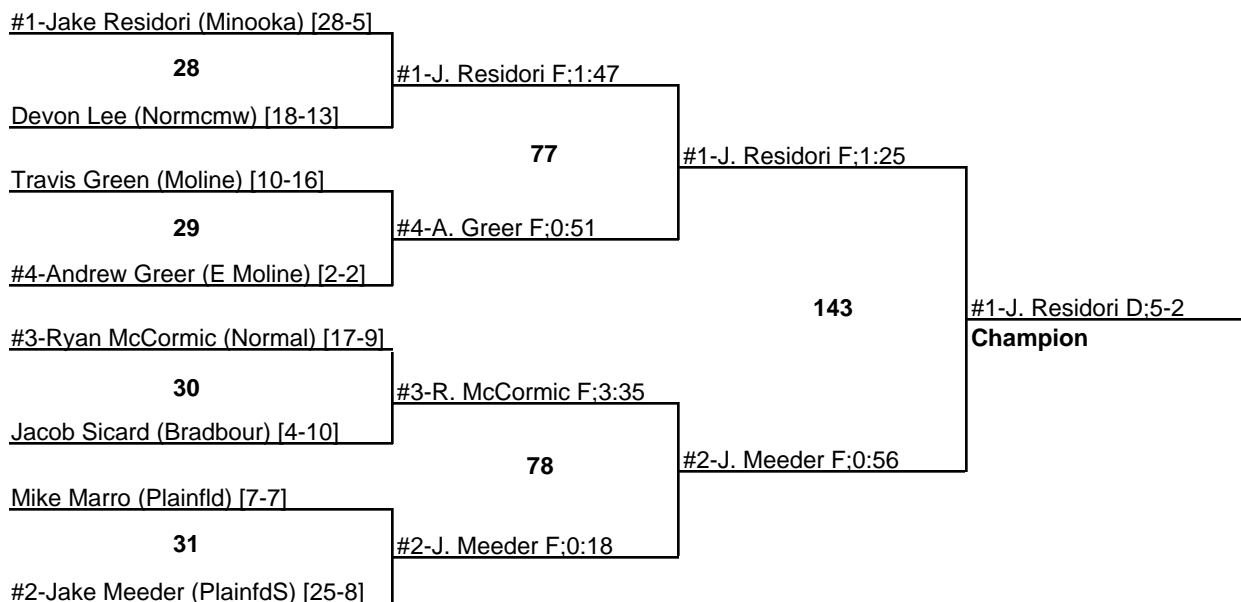 #1-Jake Residori (Minooka) [28-5]
28
#1-J. Residori F;1:47
Devon Lee (Normcmw) [18-13]
77
#1-J. Residori F;1:25
Travis Green (Moline) [10-16]
29
#4-A. Greer F;0:51
#4-Andrew Greer (E Moline) [2-2]
143
#1-J. Residori D;5-2
Champion
#3-Ryan McCormic (Normal) [17-9]
30
#3-R. McCormic F;3:35
Jacob Sicard (Bradbour) [4-10]
78
#2-J. Meeder F;0:56
Mike Marro (Plainfld) [7-7]
31
#2-J. Meeder F;0:18
#2-Jake Meeder (PlainfdS) [25-8]